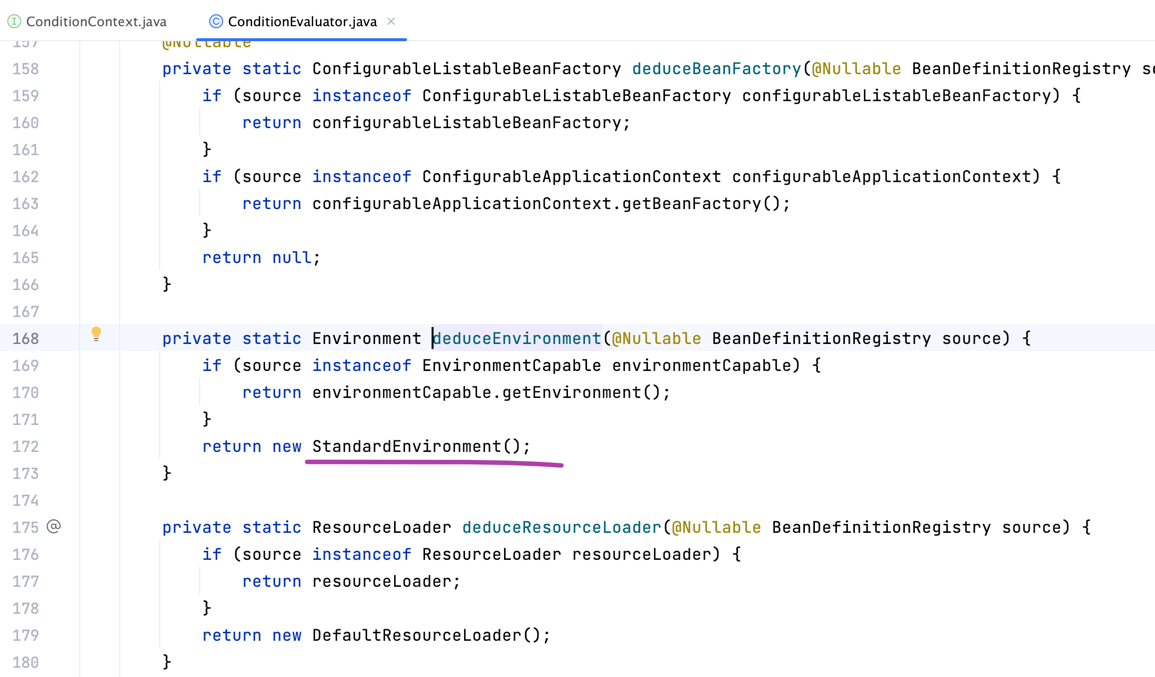 ConditionContext.java
ConditionEvaluator.java
157 @Nullable
158 private static ConfigurableListableBeanFactory deduceBeanFactory(@Nullable BeanDefinitionRegistry
159 if (source instanceof ConfigurableListableBeanFactory configurableListableBeanFactory) {
160 return configurableListableBeanFactory;
161 }
162 if (source instanceof ConfigurableApplicationContext configurableApplicationContext) {
163 return configurableApplicationContext.getBeanFactory();
164 }
165 return null;
166 }
167
168 private static Environment deduceEnvironment(@Nullable BeanDefinitionRegistry source) {
169 if (source instanceof EnvironmentCapable environmentCapable) {
170 return environmentCapable.getEnvironment();
171 }
172 return new StandardEnvironment();
173 }
174
175 @ private static ResourceLoader deduceResourceLoader(@Nullable BeanDefinitionRegistry source) {
176 if (source instanceof ResourceLoader resourceLoader) {
177 return resourceLoader;
178 }
179 return new DefaultResourceLoader();
180 }